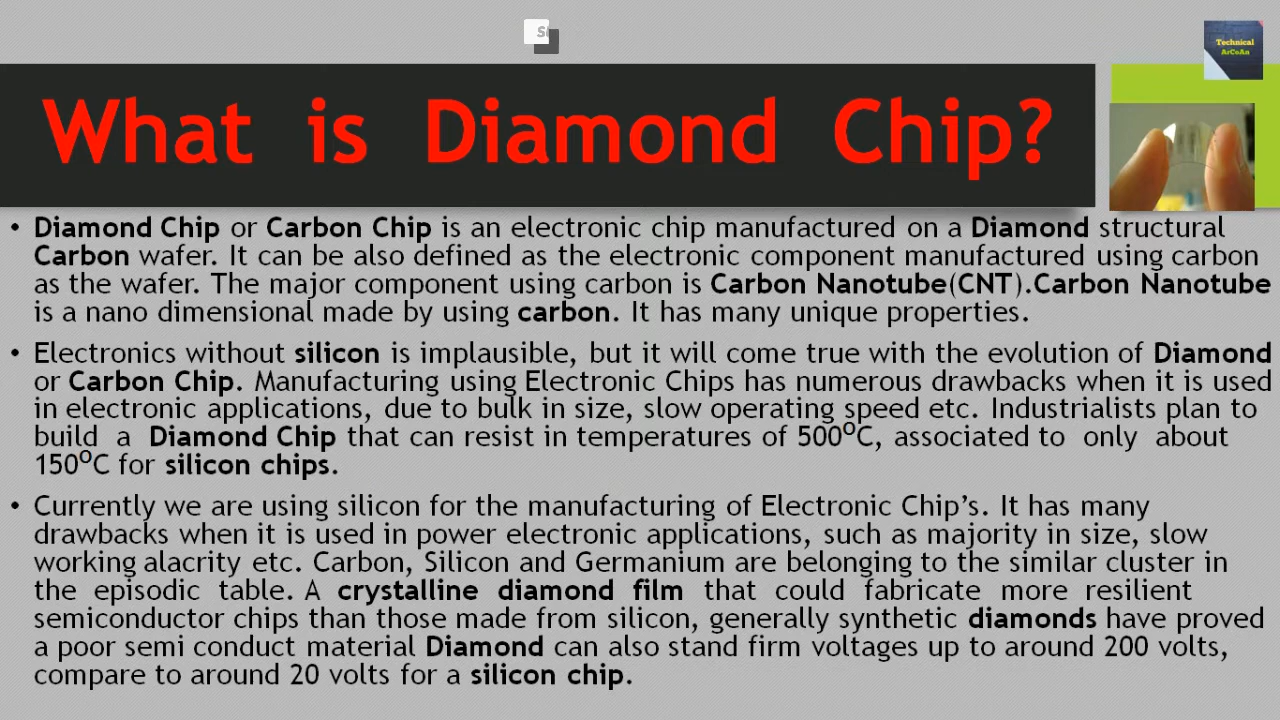 Technical
ArCoAn
What is Diamond Chip?
• Diamond Chip or Carbon Chip is an electronic chip manufactured on a Diamond structural
Carbon wafer. It can be also defined as the electronic component manufactured using carbon
as the wafer. The major component using carbon is Carbon Nanotube(CNT).Carbon Nanotube
is a nano dimensional made by using carbon. It has many unique properties.
• Electronics without silicon is implausible, but it will come true with the evolution of Diamond
or Carbon Chip. Manufacturing using Electronic Chips has numerous drawbacks when it is used
in electronic applications, due to bulk in size, slow operating speed etc. Industrialists plan to
build a Diamond Chip that can resist in temperatures of 500⁰C, associated to only about
150⁰C for silicon chips.
• Currently we are using silicon for the manufacturing of Electronic Chip's. It has many
drawbacks when it is used in power electronic applications, such as majority in size, slow
working alacrity etc. Carbon, Silicon and Germanium are belonging to the similar cluster in
the episodic table. A crystalline diamond film that could fabricate more resilient
semiconductor chips than those made from silicon, generally synthetic diamonds have proved
a poor semi conduct material Diamond can also stand firm voltages up to around 200 volts,
compare to around 20 volts for a silicon chip.